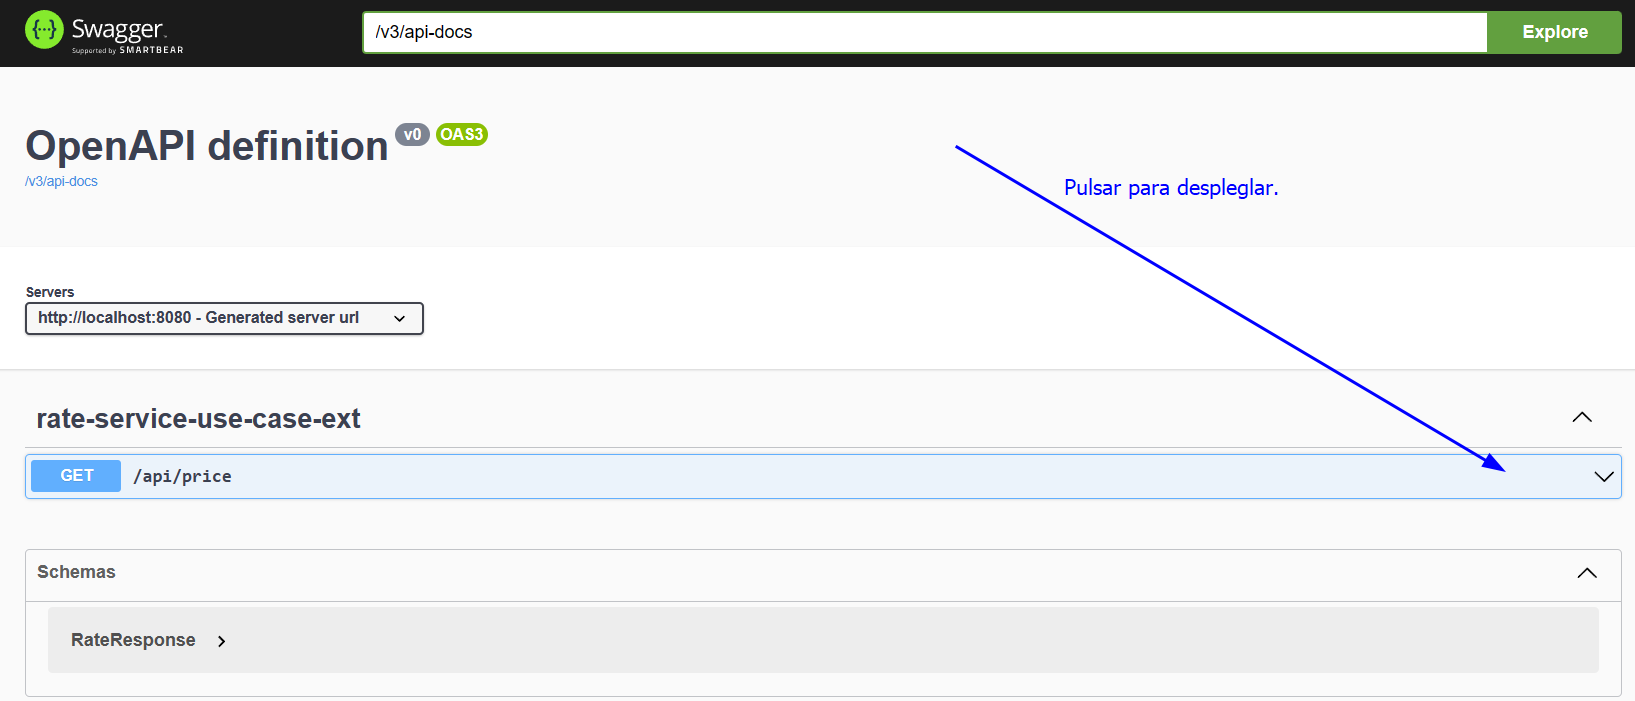 Swagger.
Supported by SMARTBEAR
/v3/api-docs
Explore
OpenAPI definition v0 OAS3
/v3/api-docs
Pulsar para despleglar.
Servers
http://localhost:8080 - Generated server url
rate-service-use-case-ext
GET /api/price
Schemas
RateResponse